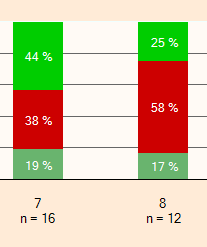 44 % 25 %
38 % 58 %
19 % 17 %
7 8
n = 16 n = 12